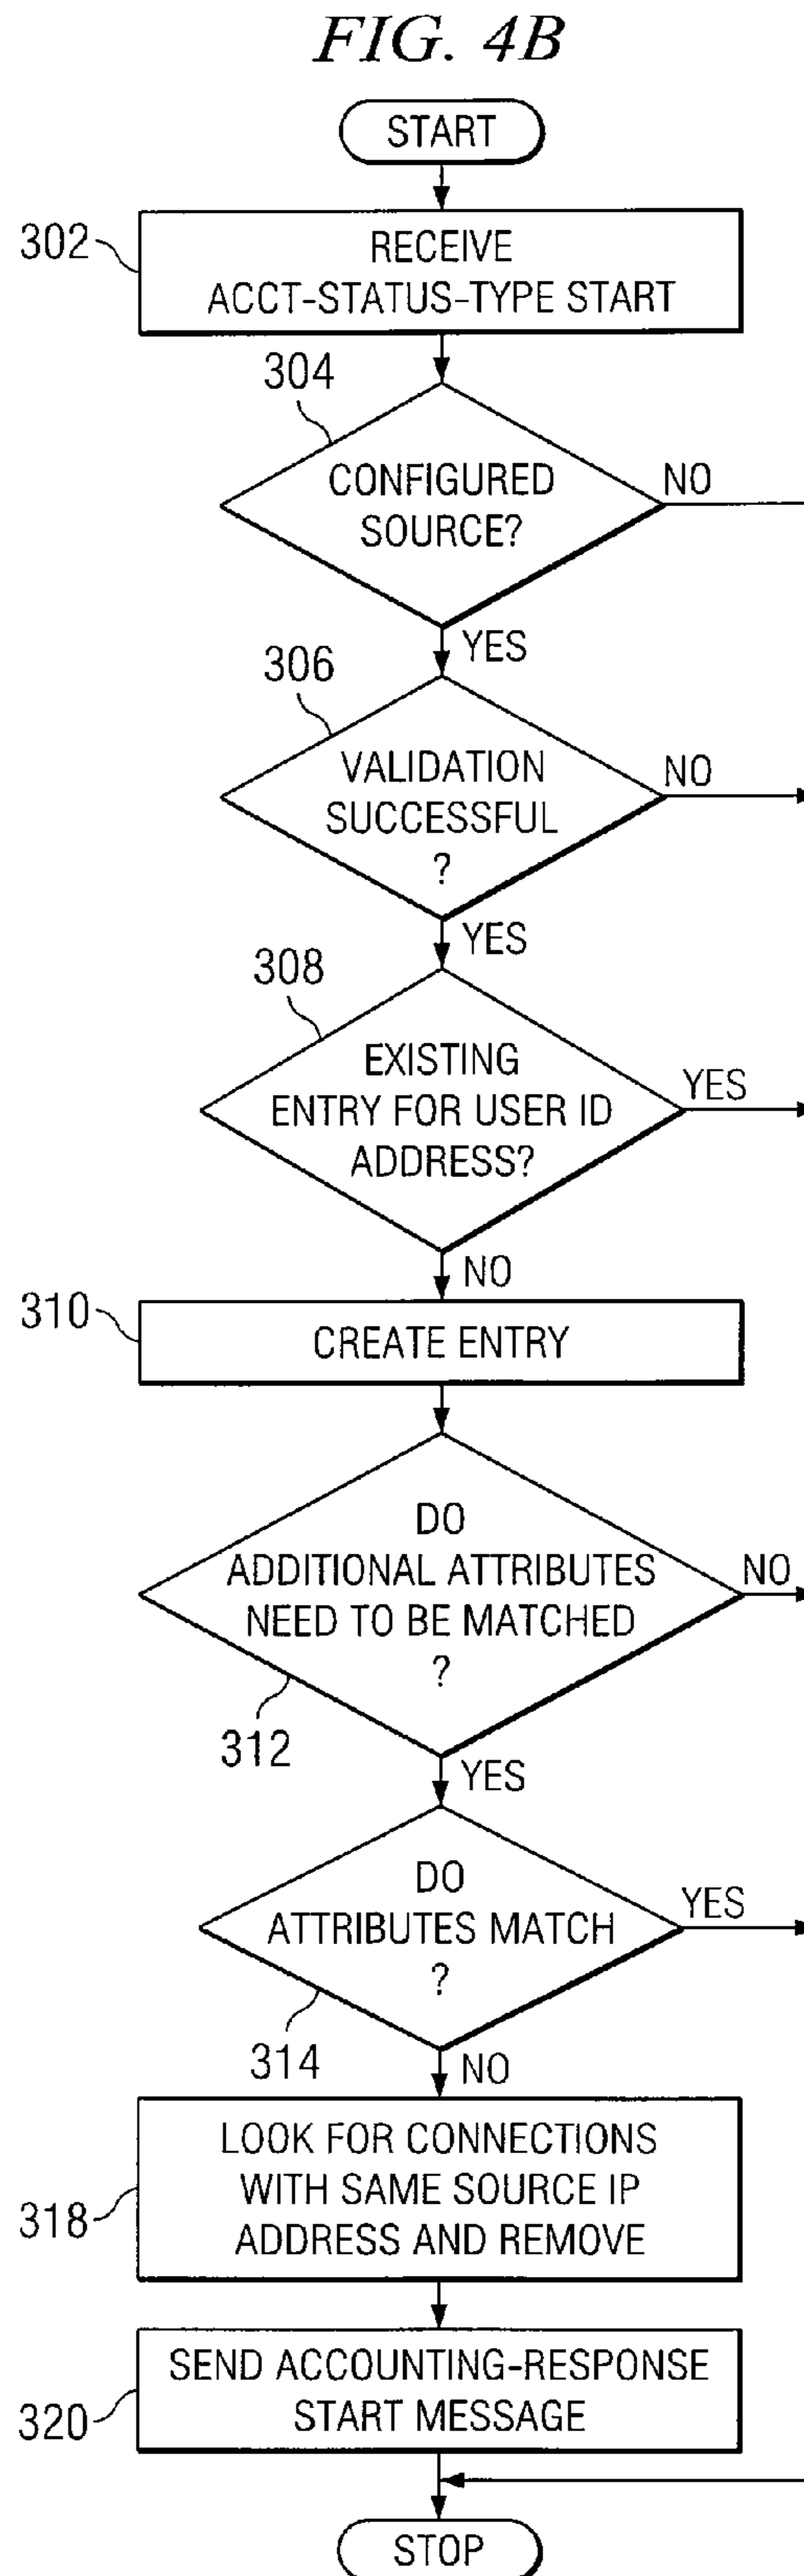 FIG. 4B
START
302
RECEIVE
ACCT-STATUS-TYPE START
304
CONFIGURED
SOURCE?
NO
YES
306
VALIDATION
SUCCESSFUL
?
NO
YES
308
EXISTING
ENTRY FOR USER ID
ADDRESS?
YES
NO
310
CREATE ENTRY
DO
ADDITIONAL ATTRIBUTES
NEED TO BE MATCHED
?
NO
312
YES
DO
ATTRIBUTES MATCH
?
YES
314
NO
LOOK FOR CONNECTIONS
WITH SAME SOURCE IP
ADDRESS AND REMOVE
318
SEND ACCOUNTING-RESPONSE
START MESSAGE
320
STOP